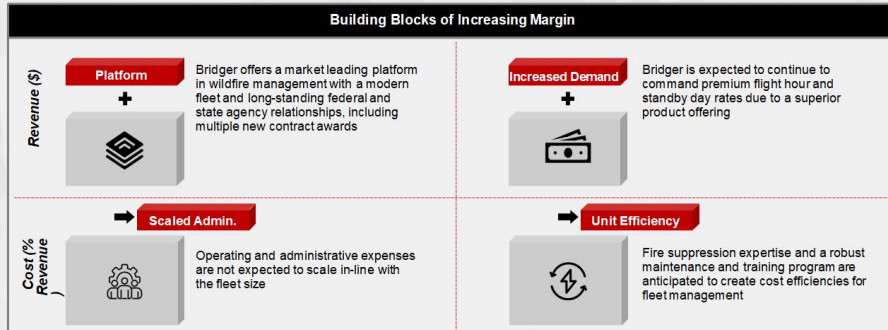 Building Blocks of Increasing Margin
Revenue ($)
Platform
+
Bridger offers a market leading platform
in wildfire management with a modern
fleet and long-standing federal and
state agency relationships, including
multiple new contract awards
Increased Demand
+
Bridger is expected to continue to
command premium flight hour and
standby day rates due to a superior
product offering
Cost (%
Revenue
)
Scaled Admin.
Operating and administrative expenses
are not expected to scale in-line with
the fleet size
Unit Efficiency
Fire suppression expertise and a robust
maintenance and training program are
anticipated to create cost efficiencies for
fleet management